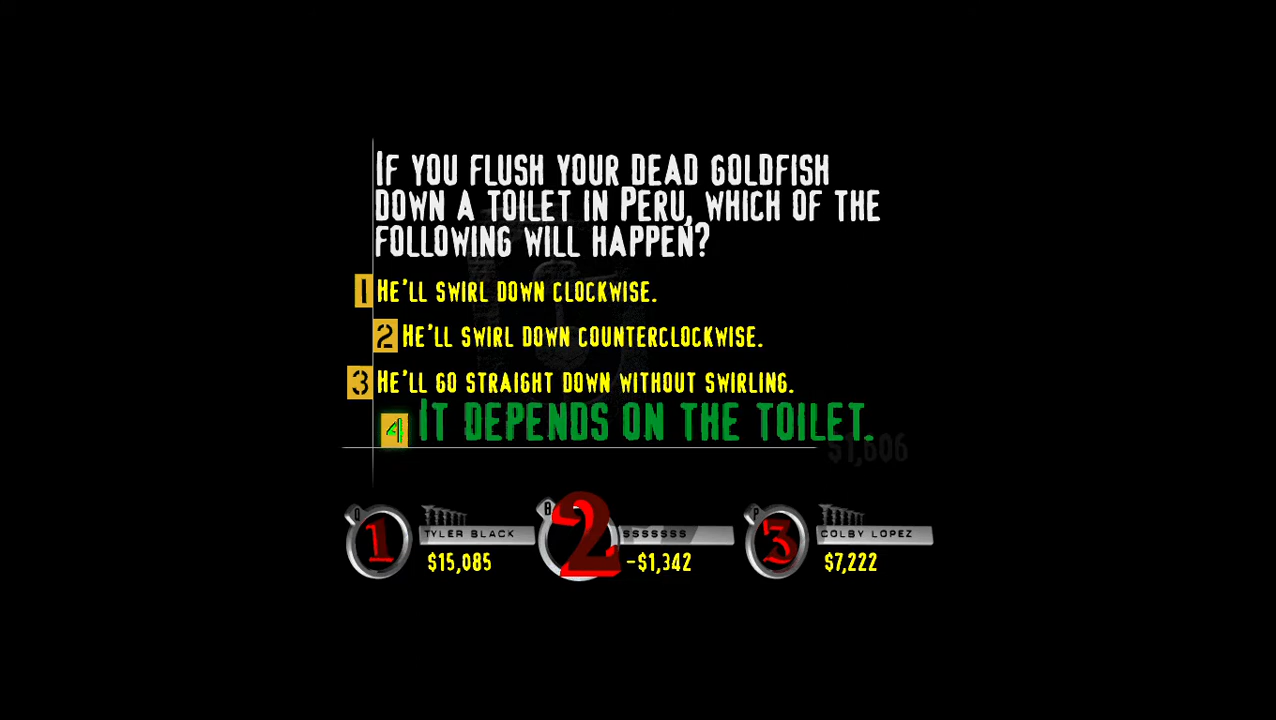 If you flush your dead goldfish
down a toilet in Peru, which of the
following will happen?
1 He'll swirl down clockwise.
2 He'll swirl down counterclockwise.
3 He'll go straight down without swirling.
4 It depends on the toilet.
$1,606
Q B P
1 TYLER BLACK 2 SSSSSSS 3 COLBY LOPEZ
$15,085 -$1,342 $7,222